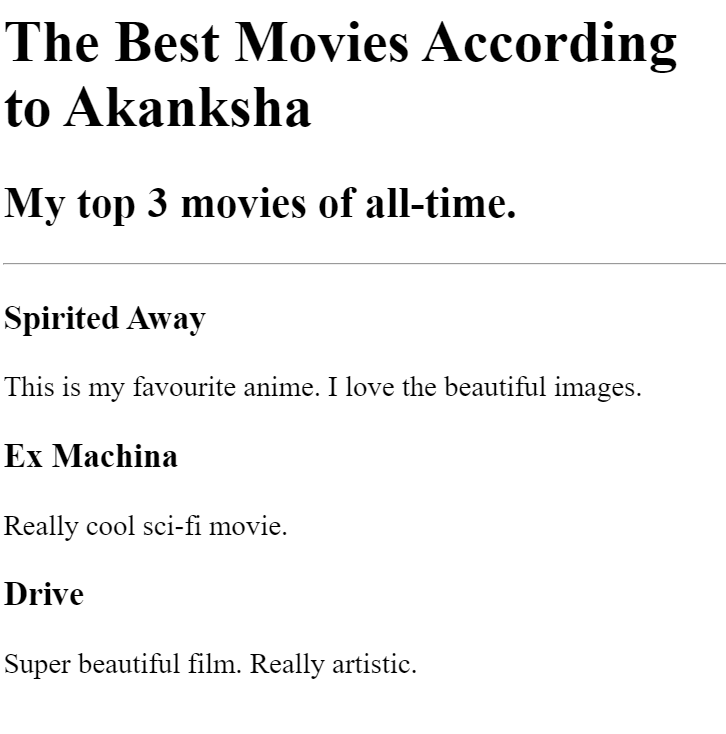 The Best Movies According
to Akanksha
My top 3 movies of all-time.
Spirited Away
This is my favourite anime. I love the beautiful images.
Ex Machina
Really cool sci-fi movie.
Drive
Super beautiful film. Really artistic.